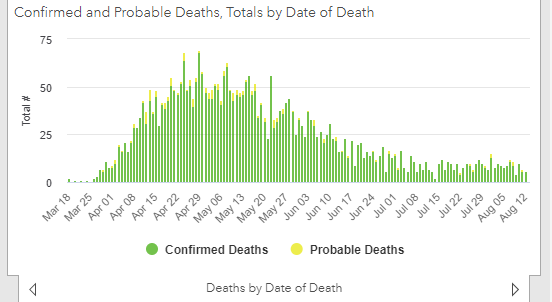 Confirmed and Probable Deaths, Totals by Date of Death
75
50
25
0
Total #
Mar 18
Mar 25
Apr 01
Apr 08
Apr 15
Apr 22
Apr 29
May 06
May 13
May 20
May 27
Jun 03
Jun 10
Jun 17
Jun 24
Jul 01
Jul 08
Jul 15
Jul 22
Jul 29
Aug 05
Aug 12
Confirmed Deaths
Probable Deaths
Deaths by Date of Death